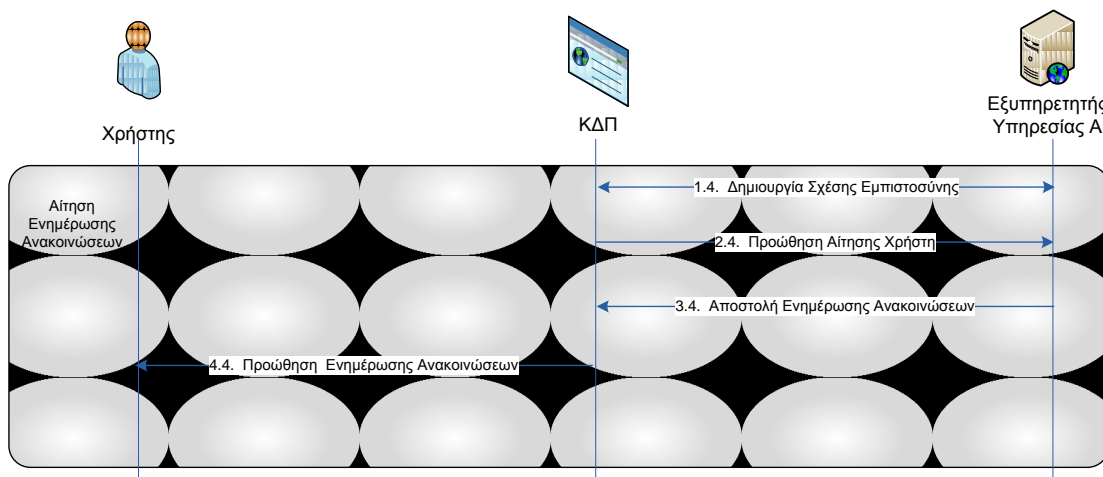 Χρήστης
ΚΔΠ
Εξυπηρετητής
Υπηρεσίας Α
Αίτηση
Ενημέρωσης
Ανακοινώσεων
1.4. Δημιουργία Σχέσης Εμπιστοσύνης
2.4. Προώθηση Αίτησης Χρήστη
3.4. Αποστολή Ενημέρωσης Ανακοινώσεων
4.4. Προώθηση Ενημέρωσης Ανακοινώσεων